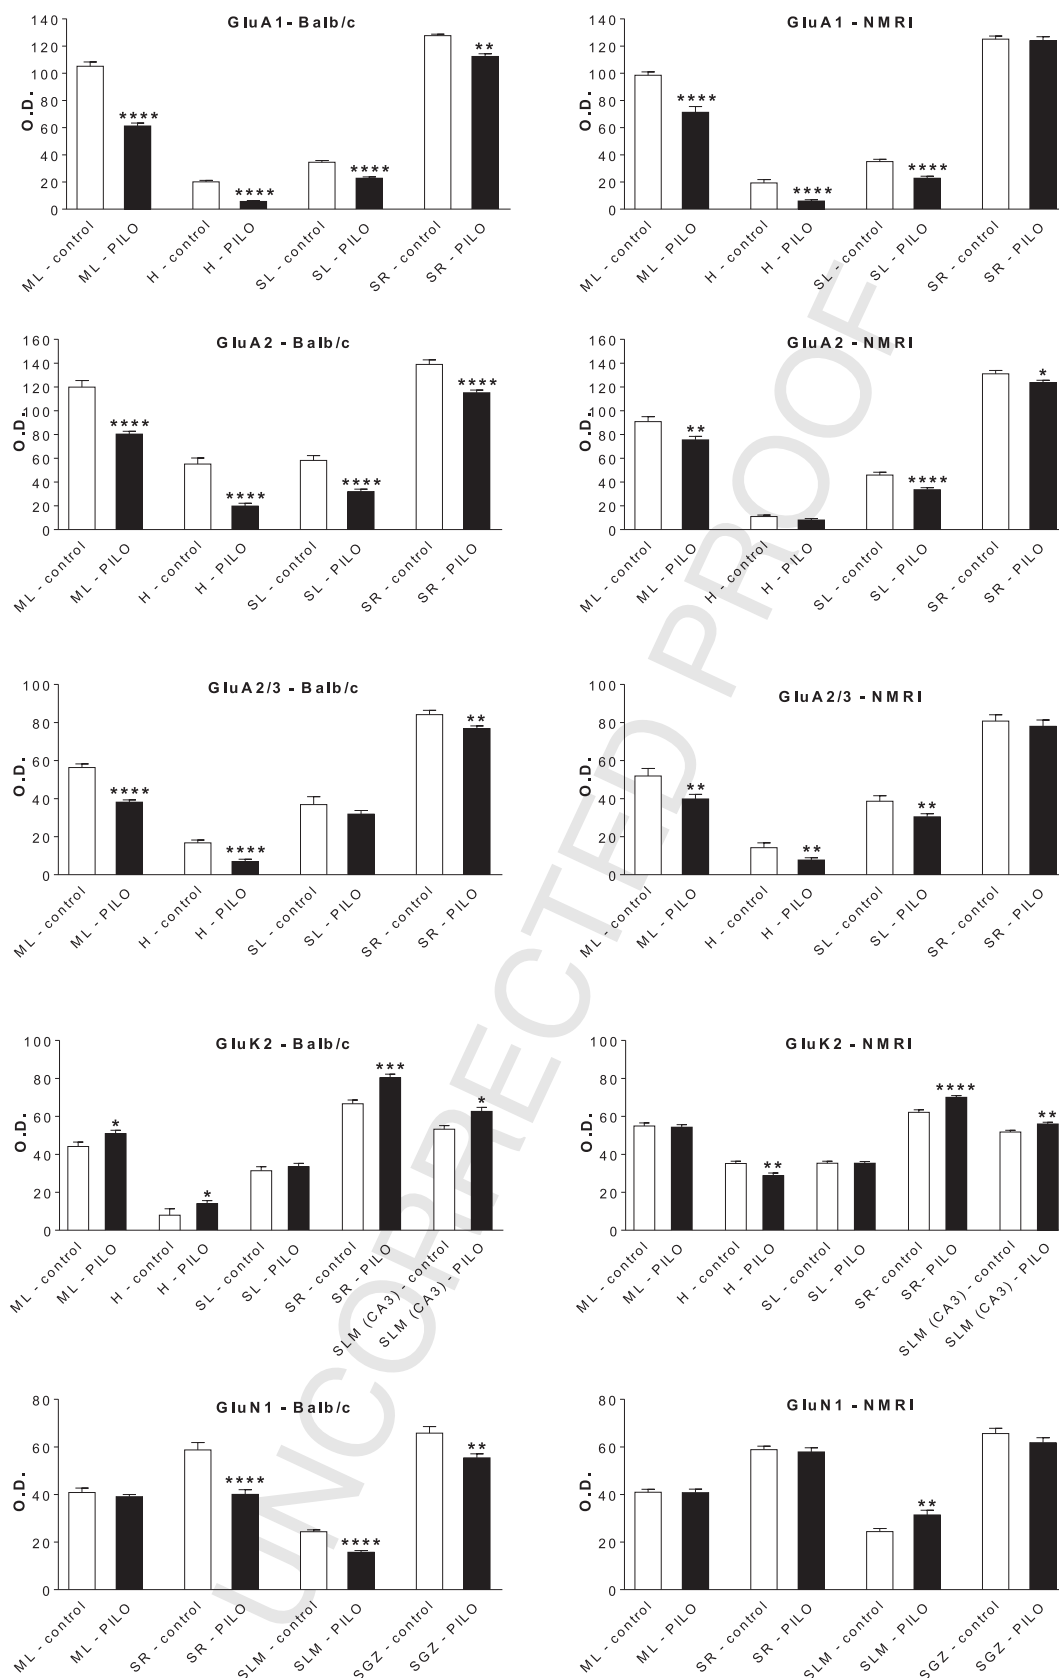 GluA1 - Balb/c
O.D.
140
120
100
80
60
40
20
0
**** **** **** **
ML - control
ML - PILO
H - control
H - PILO
SL - control
SL - PILO
SR - control
SR - PILO
GluA1 - NMRI
O.D.
140
120
100
80
60
40
20
0
**** **** ****
ML - control
ML - PILO
H - control
H - PILO
SL - control
SL - PILO
SR - control
SR - PILO
GluA2 - Balb/c
O.D.
160
140
120
100
80
60
40
20
0
**** **** **** ****
ML - control
ML - PILO
H - control
H - PILO
SL - control
SL - PILO
SR - control
SR - PILO
GluA2 - NMRI
O.D.
160
140
120
100
80
60
40
20
0
** **** *
ML - control
ML - PILO
H - control
H - PILO
SL - control
SL - PILO
SR - control
SR - PILO
GluA2/3 - Balb/c
O.D.
100
80
60
40
20
0
**** **** **
ML - control
ML - PILO
H - control
H - PILO
SL - control
SL - PILO
SR - control
SR - PILO
GluA2/3 - NMRI
O.D.
100
80
60
40
20
0
** ** **
ML - control
ML - PILO
H - control
H - PILO
SL - control
SL - PILO
SR - control
SR - PILO
GluK2 - Balb/c
O.D.
100
80
60
40
20
0
* * *** *
ML - control
ML - PILO
H - control
H - PILO
SL - control
SL - PILO
SR - control
SR - PILO
SLM (CA3) - control
SLM (CA3) - PILO
GluK2 - NMRI
O.D.
100
80
60
40
20
0
** **** **
ML - control
ML - PILO
H - control
H - PILO
SL - control
SL - PILO
SR- control
SR- PILO
SLM (CA3) - control
SLM (CA3) - PILO
GluN1 - Balb/c
O.D.
80
60
40
20
0
**** **** **
ML - control
ML - PILO
SR - control
SR - PILO
SLM - control
SLM - PILO
SGZ - control
SGZ - PILO
GluN1 - NMRI
O.D.
80
60
40
20
0
**
ML - control
ML - PILO
SR - control
SR - PILO
SLM - control
SLM - PILO
SGZ - control
SGZ - PILO
UNCORRECTED PROOF